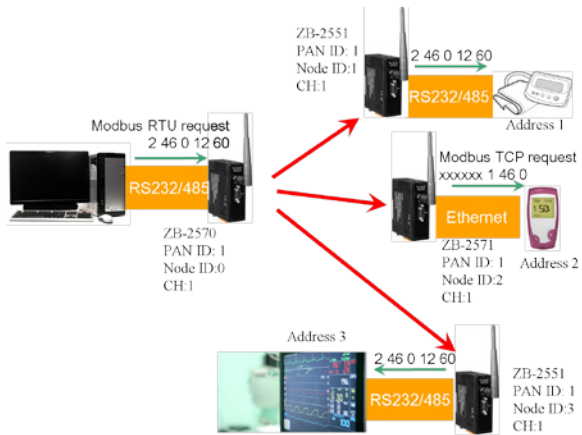 ZB-2551
PAN ID: 1
Node ID:1
CH:1
2 46 0 12 60
RS232/485
Address 1
Modbus RTU request
2 46 0 12 60
RS232/485
ZB-2570
PAN ID: 1
Node ID:0
CH:1
Modbus TCP request
xxxxxx 1 46 0
Ethernet
ZB-2571
PAN ID: 1
Node ID:2
CH:1
Address 2
Address 3
2 46 0 12 60
RS232/485
ZB-2551
PAN ID: 1
Node ID:3
CH:1